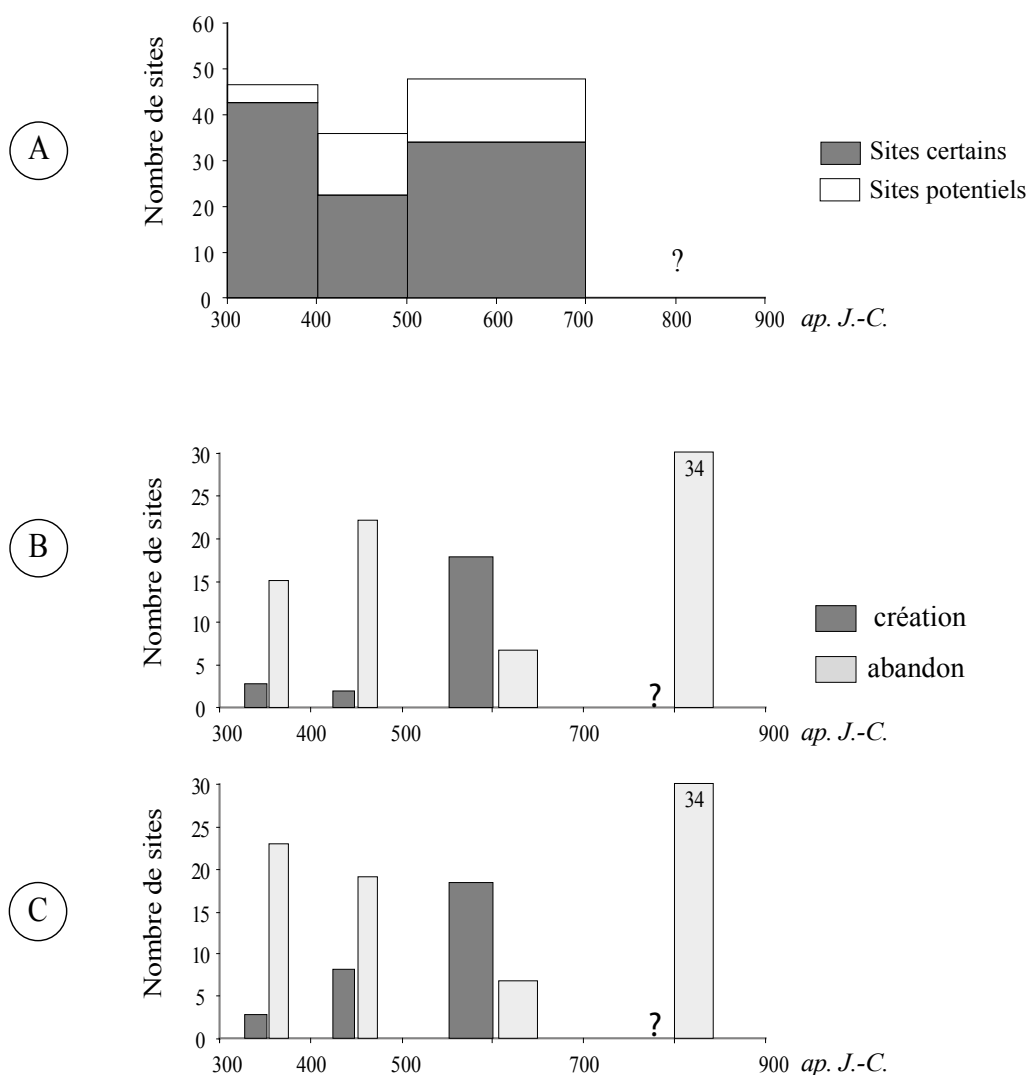 A
Nombre de sites
60
50
40
30
20
10
0
300 400 500 600 700 800 900 ap. J.-C.
?
Sites certains
Sites potentiels
B
Nombre de sites
30
25
20
15
10
5
0
300 400 500 700 900 ap. J.-C.
34
?
création
abandon
C
Nombre de sites
30
25
20
15
10
5
0
300 400 500 700 900 ap. J.-C.
34
?